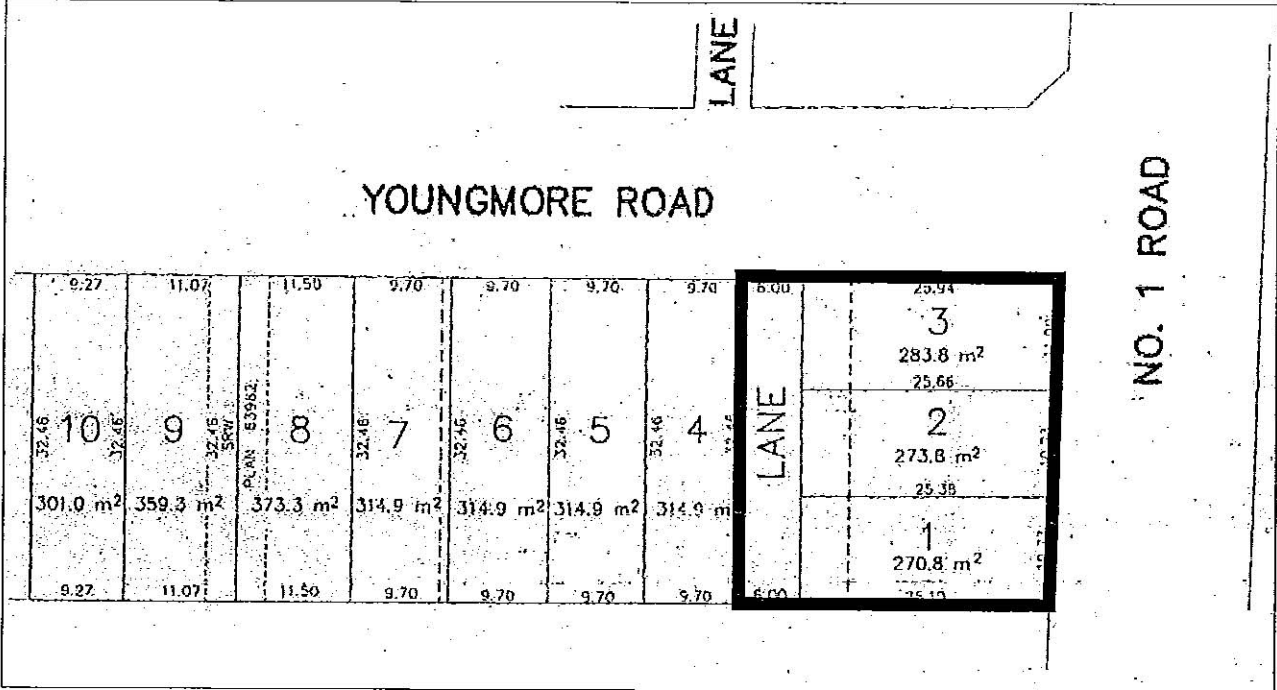 LANE
YOUNGMORE ROAD
NO. 1 ROAD
9.27 11.07 11.50 9.70 9.70 9.70 9.70 6.00 25.94
3
283.8 m²
25.66
32.46 10 32.46 9 32.46 SRW PLAN 63962 8 32.46 7 32.46 6 32.46 5 32.46 4 LANE
2
273.8 m²
25.38
301.0 m² 359.3 m² 373.3 m² 314.9 m² 314.9 m² 314.9 m² 314.9 m
1
270.8 m²
9.27 11.07 11.50 9.70 9.70 9.70 9.70 6.00